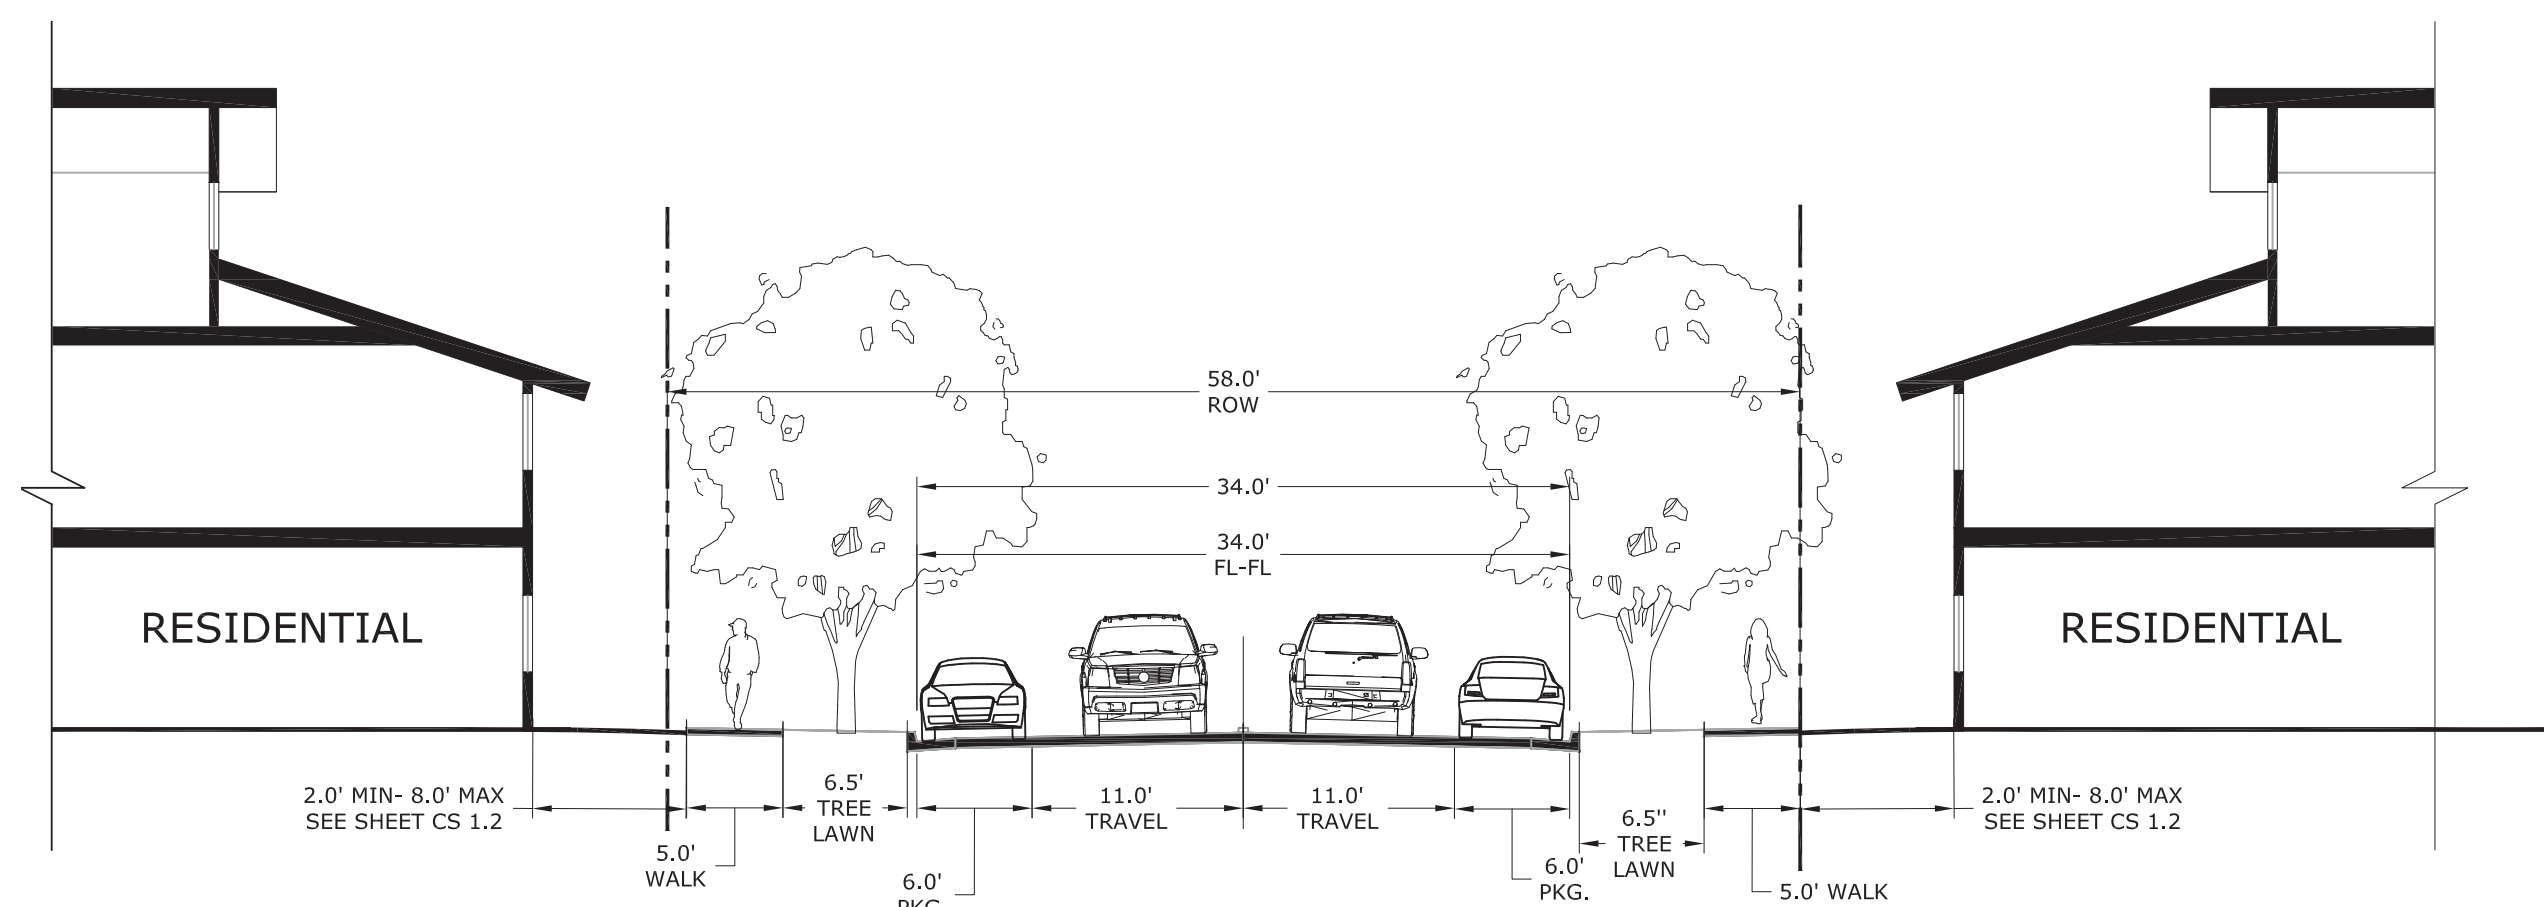 58.0'
ROW
34.0'
34.0'
FL-FL
RESIDENTIAL
RESIDENTIAL
2.0' MIN- 8.0' MAX
SEE SHEET CS 1.2
5.0'
WALK
6.5'
TREE
LAWN
6.0'
PKG.
11.0'
TRAVEL
11.0'
TRAVEL
6.0'
PKG.
6.5''
TREE
LAWN
5.0' WALK
2.0' MIN- 8.0' MAX
SEE SHEET CS 1.2